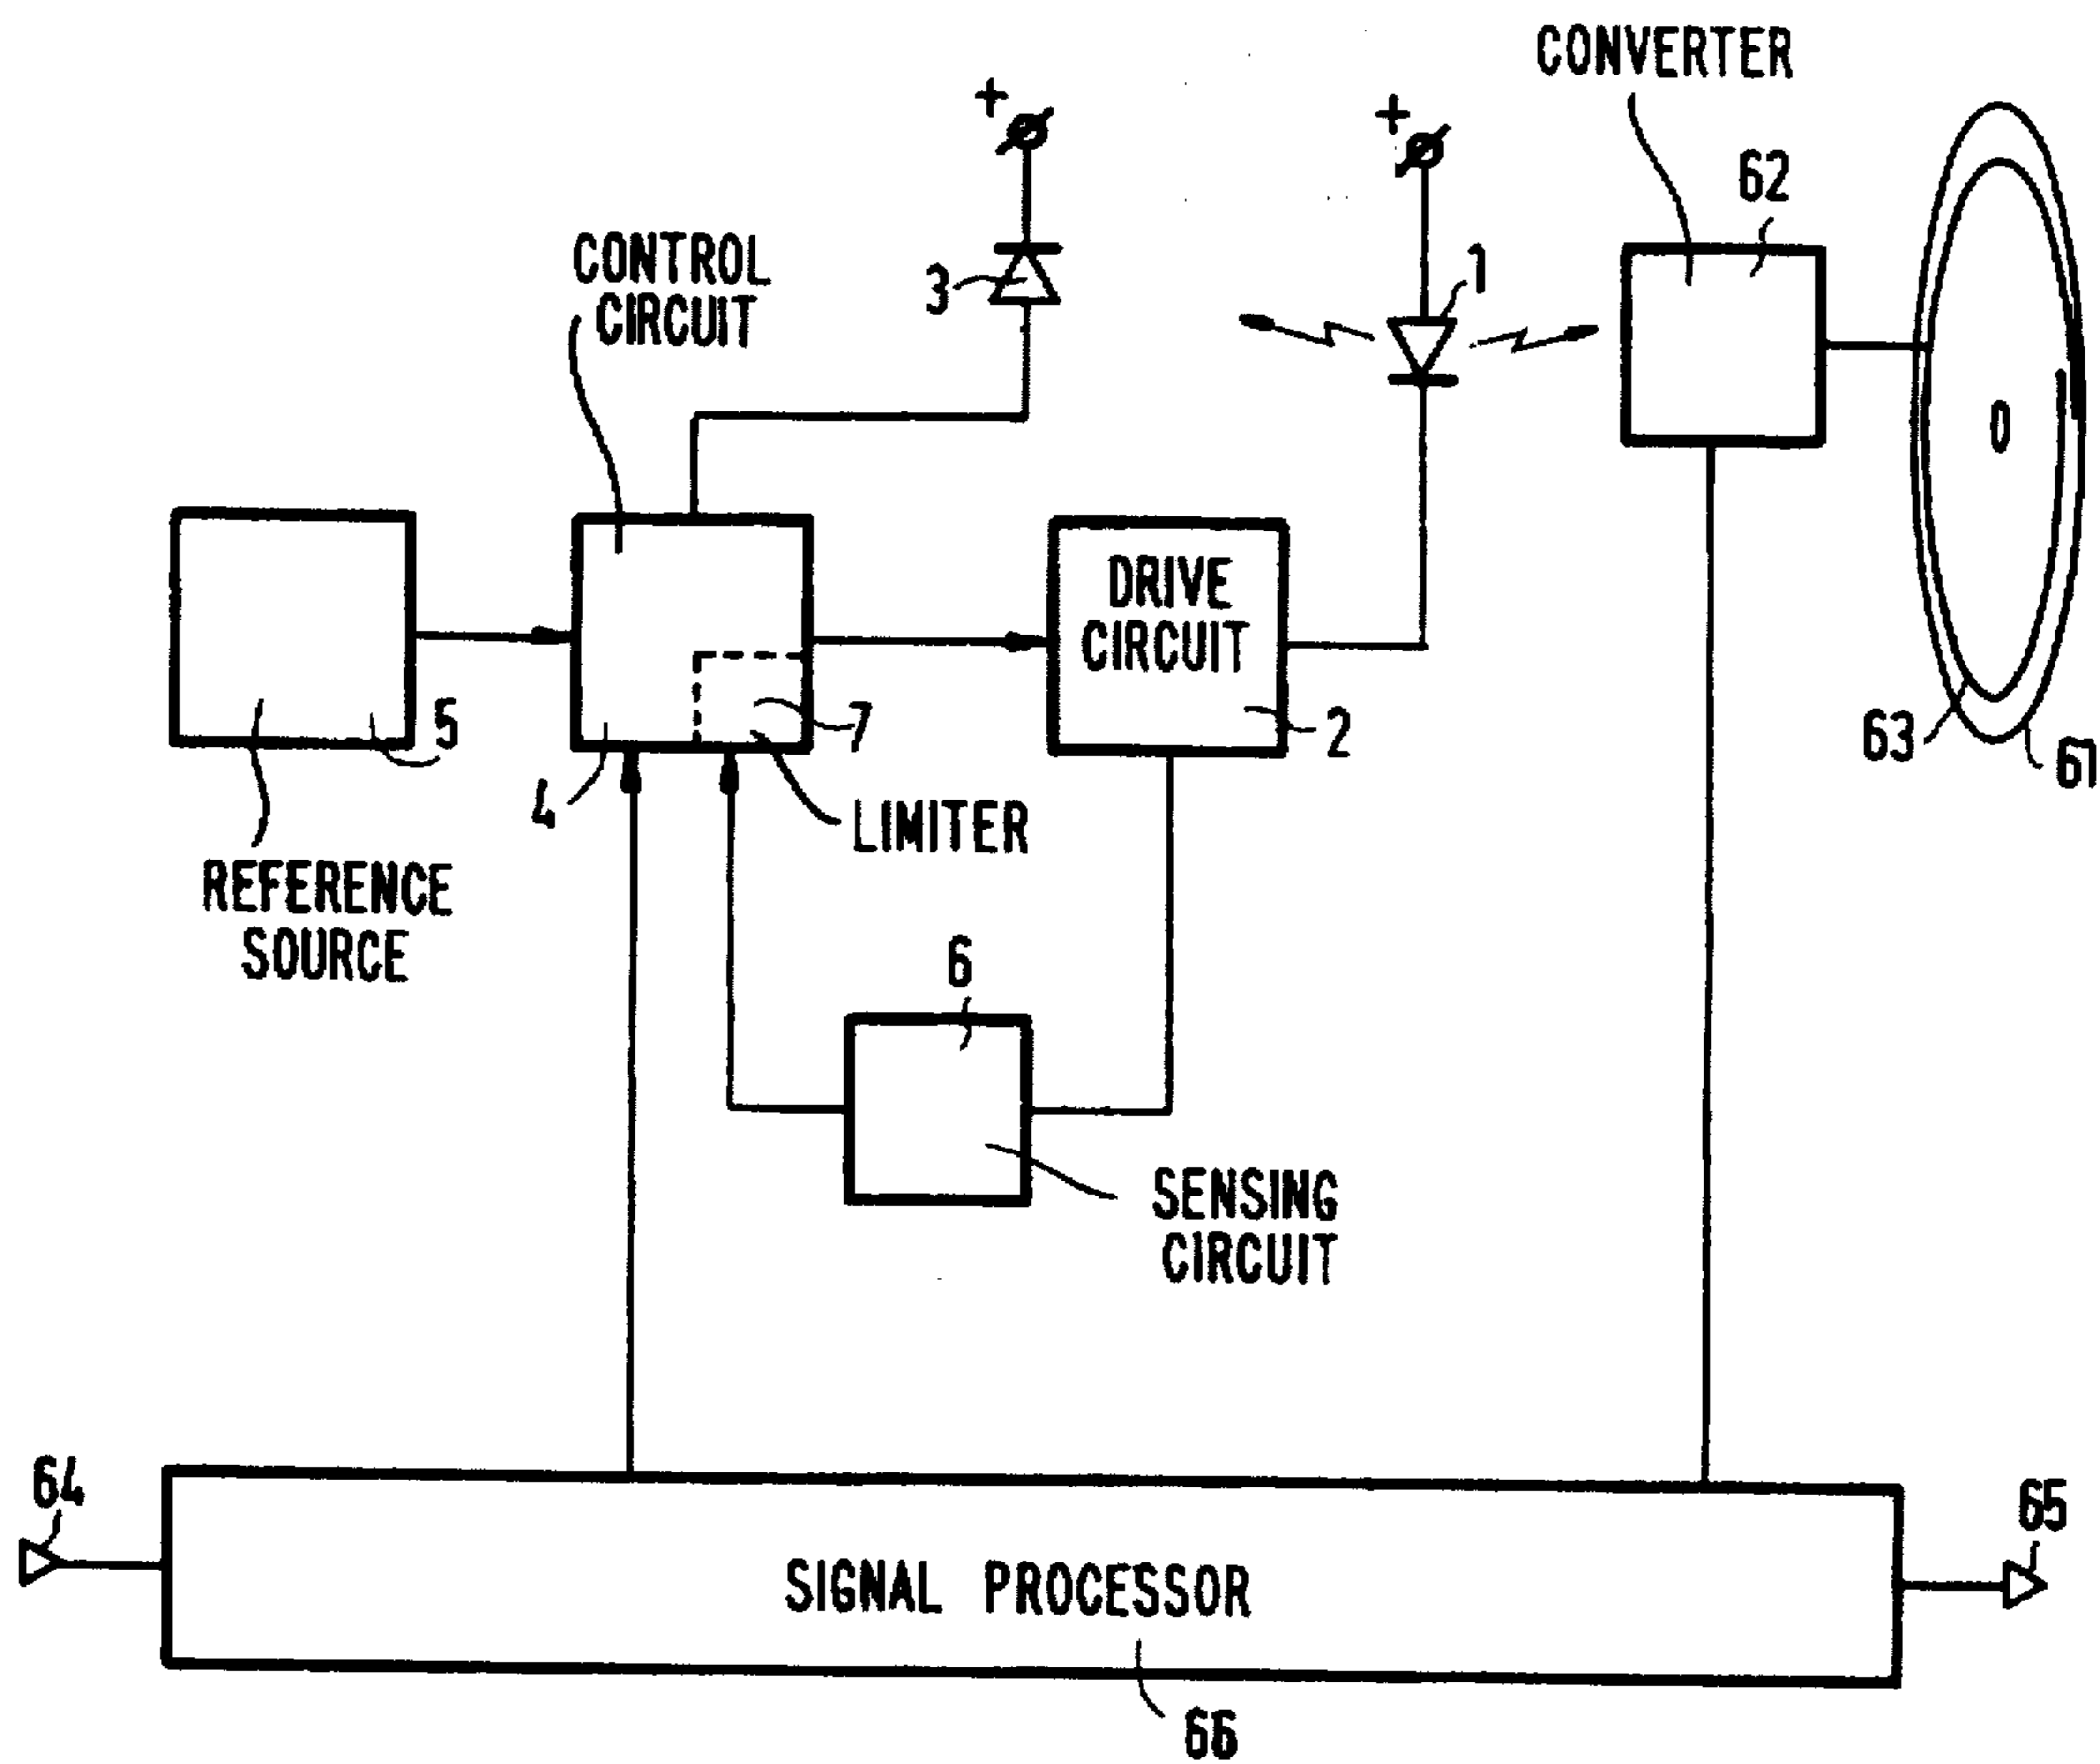 CONVERTER
+
+
62
CONTROL
CIRCUIT
3
1
DRIVE
CIRCUIT
5
7
2
63
61
4
LIMITER
REFERENCE
SOURCE
6
SENSING
CIRCUIT
64
65
SIGNAL PROCESSOR
66